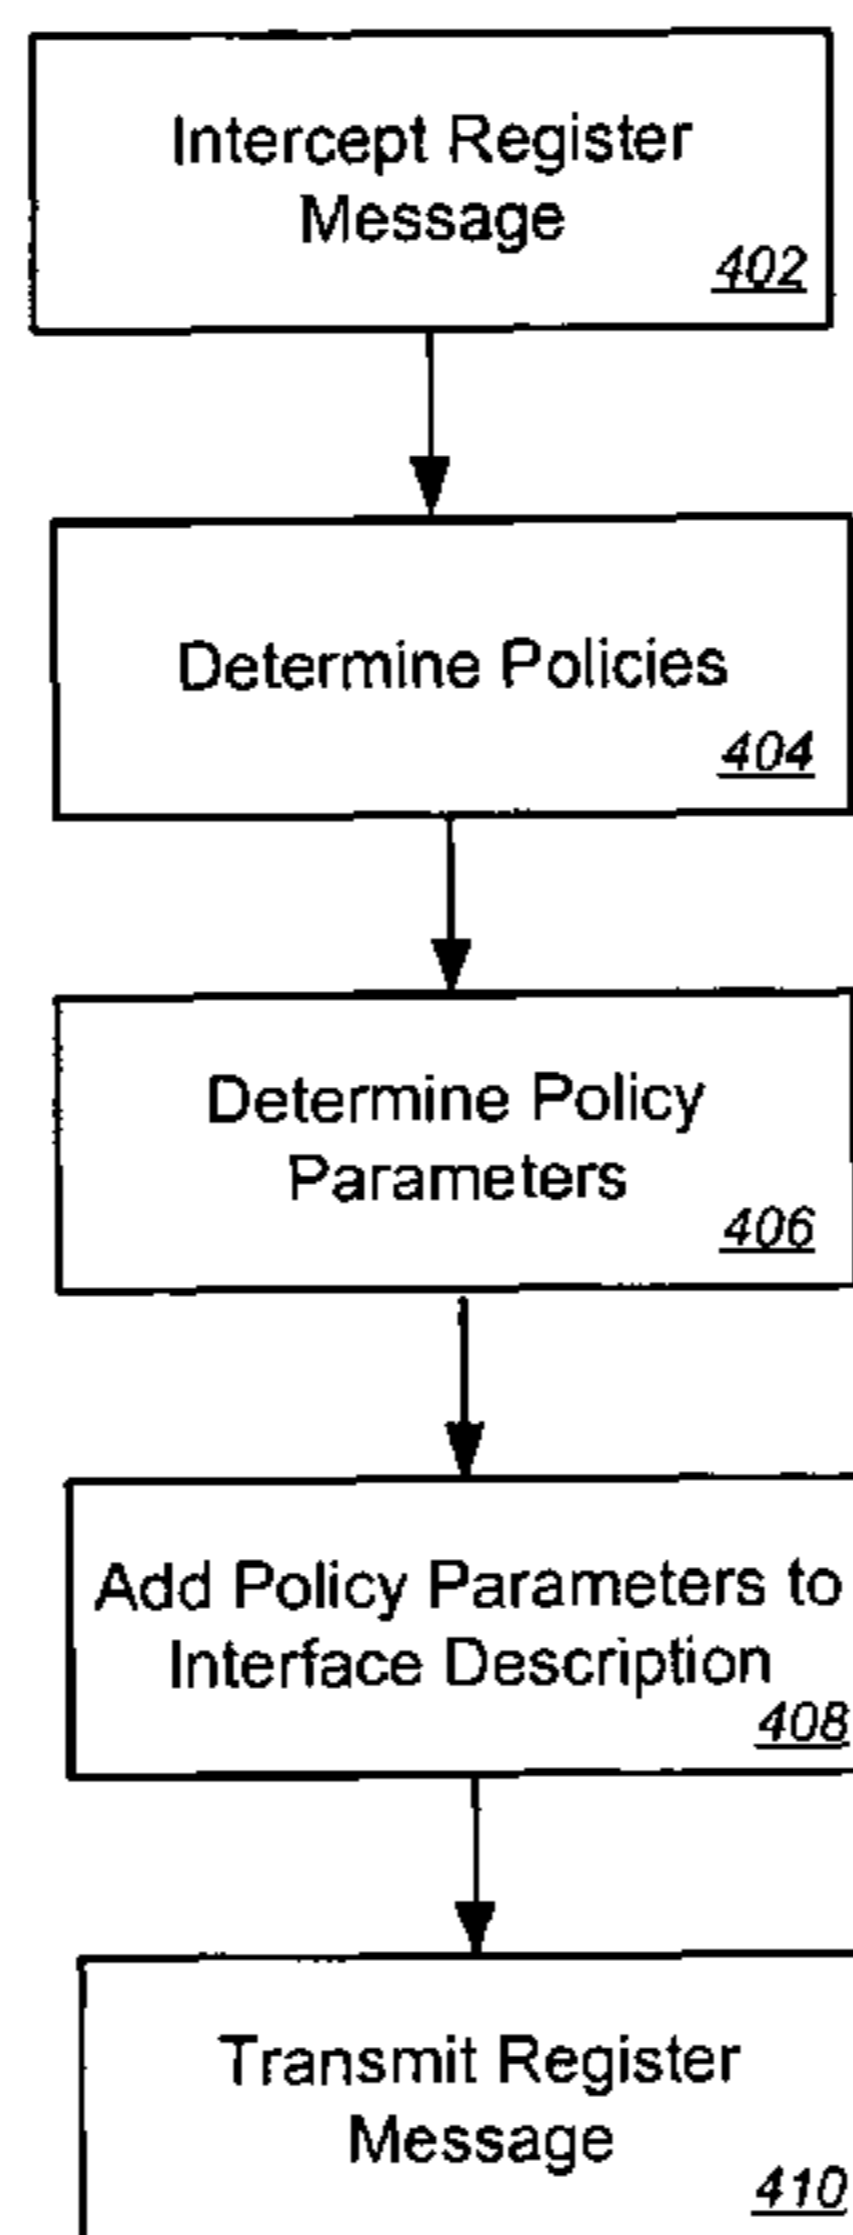 Intercept Register
Message
402
Determine Policies
404
Determine Policy
Parameters
406
Add Policy Parameters to
Interface Description
408
Transmit Register
Message
410